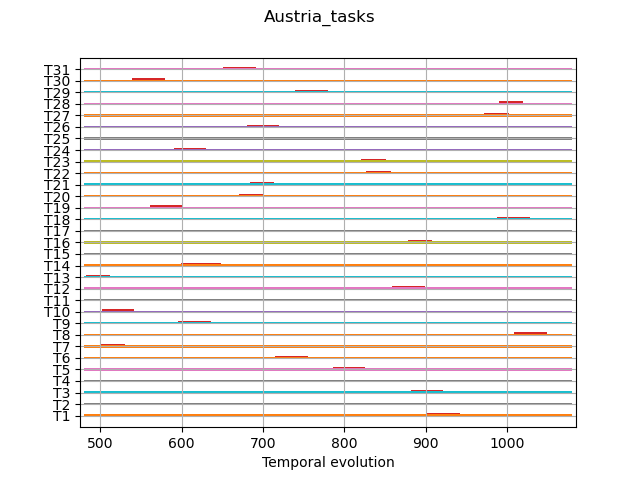 Austria_tasks
T31
T30
T29
T28
T27
T26
T25
T24
T23
T22
T21
T20
T19
T18
T17
T16
T15
T14
T13
T12
T11
T10
T9
T8
T7
T6
T5
T4
T3
T2
T1
500 600 700 800 900 1000
Temporal evolution